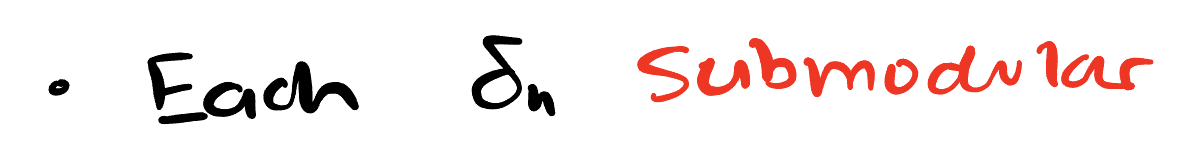 • Each δₙ Submodular